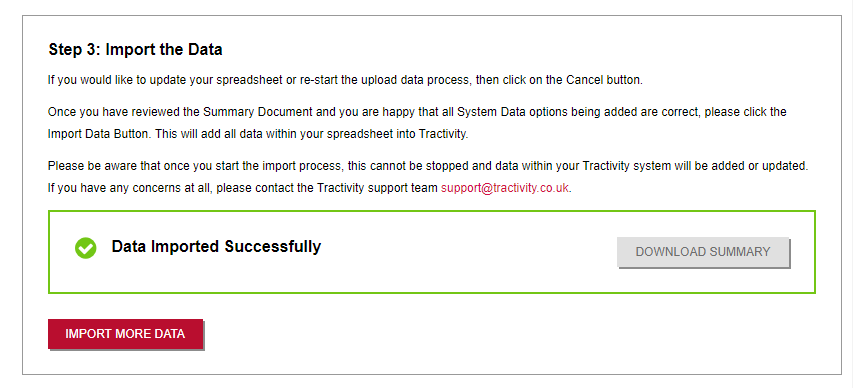 Step 3: Import the Data
If you would like to update your spreadsheet or re-start the upload data process, then click on the Cancel button.
Once you have reviewed the Summary Document and you are happy that all System Data options being added are correct, please click the
Import Data Button. This will add all data within your spreadsheet into Tractivity.
Please be aware that once you start the import process, this cannot be stopped and data within your Tractivity system will be added or updated.
If you have any concerns at all, please contact the Tractivity support team support@tractivity.co.uk.
Data Imported Successfully
DOWNLOAD SUMMARY
IMPORT MORE DATA